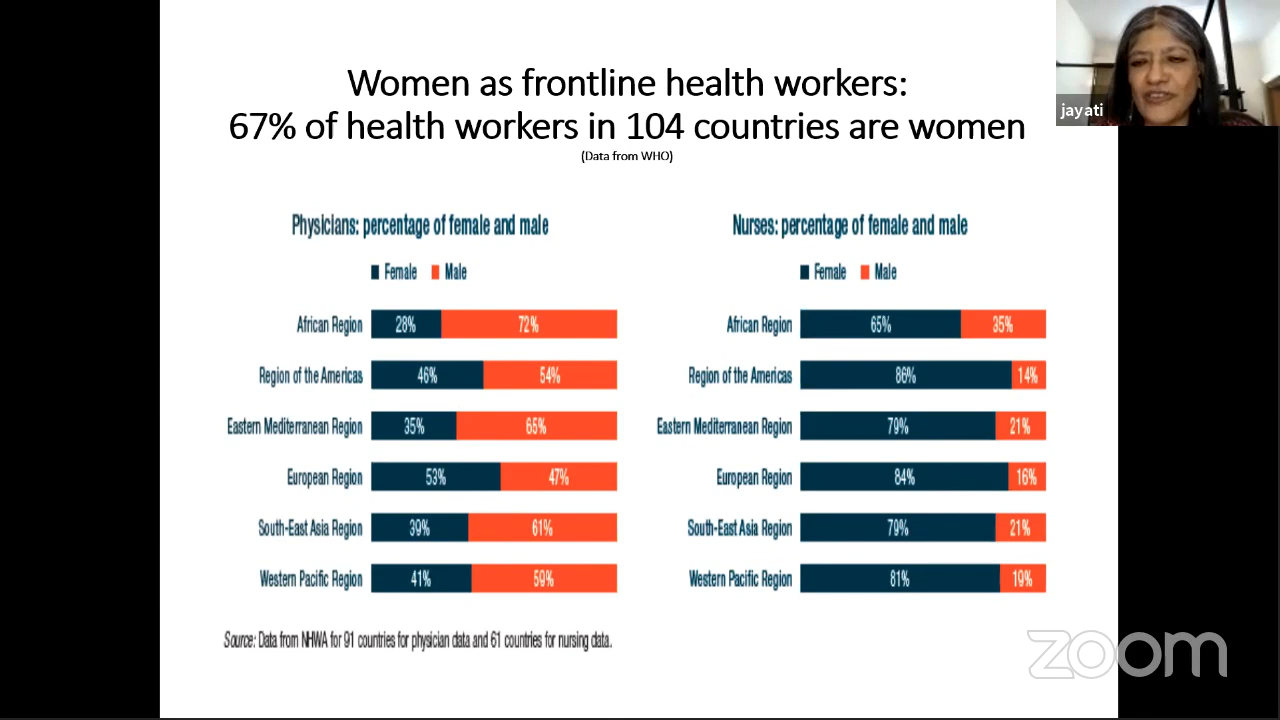 Women as frontline health workers:
67% of health workers in 104 countries are women
(Data from WHO)
jayati
Physicians: percentage of female and male
Female Male
African Region 28% 72%
Region of the Americas 46% 54%
Eastern Mediterranean Region 35% 65%
European Region 53% 47%
South-East Asia Region 39% 61%
Western Pacific Region 41% 59%
Nurses: percentage of female and male
Female Male
African Region 65% 35%
Region of the Americas 86% 14%
Eastern Mediterranean Region 79% 21%
European Region 84% 16%
South-East Asia Region 79% 21%
Western Pacific Region 81% 19%
Source: Data from NHWA for 91 countries for physician data and 61 countries for nursing data.
zoom